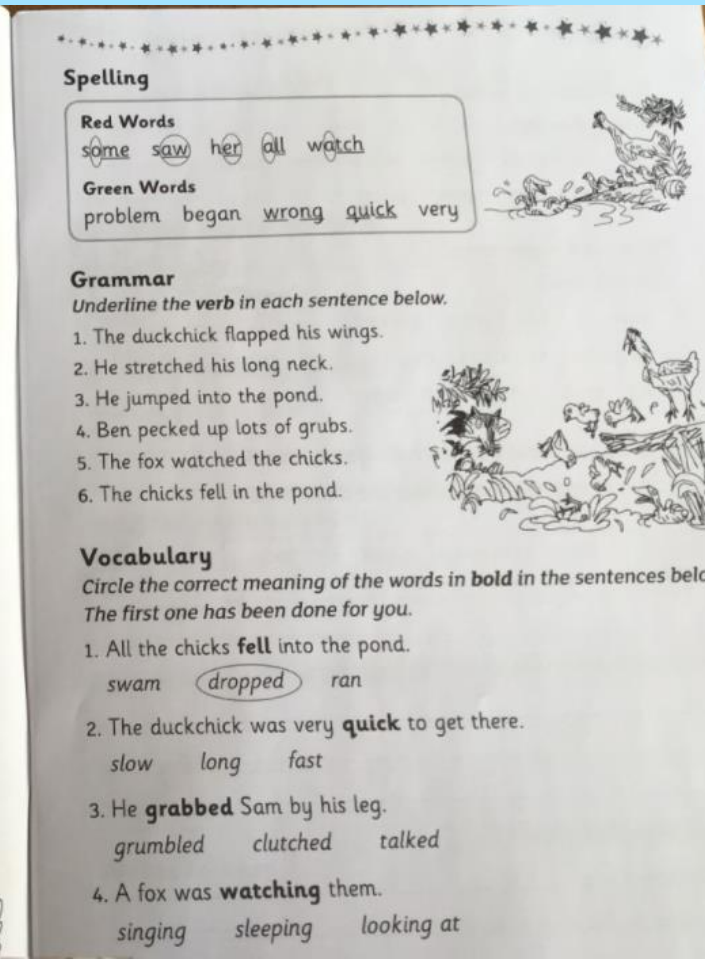 Spelling
Red Words
some saw her all watch
Green Words
problem began wrong quick very
Grammar
Underline the verb in each sentence below.
1. The duckchick flapped his wings.
2. He stretched his long neck.
3. He jumped into the pond.
4. Ben pecked up lots of grubs.
5. The fox watched the chicks.
6. The chicks fell in the pond.
Vocabulary
Circle the correct meaning of the words in bold in the sentences
The first one has been done for you.
1. All the chicks fell into the pond.
swam dropped ran
2. The duckchick was very quick to get there.
slow long fast
3. He grabbed Sam by his leg.
grumbled clutched talked
4. A fox was watching them.
singing sleeping looking at